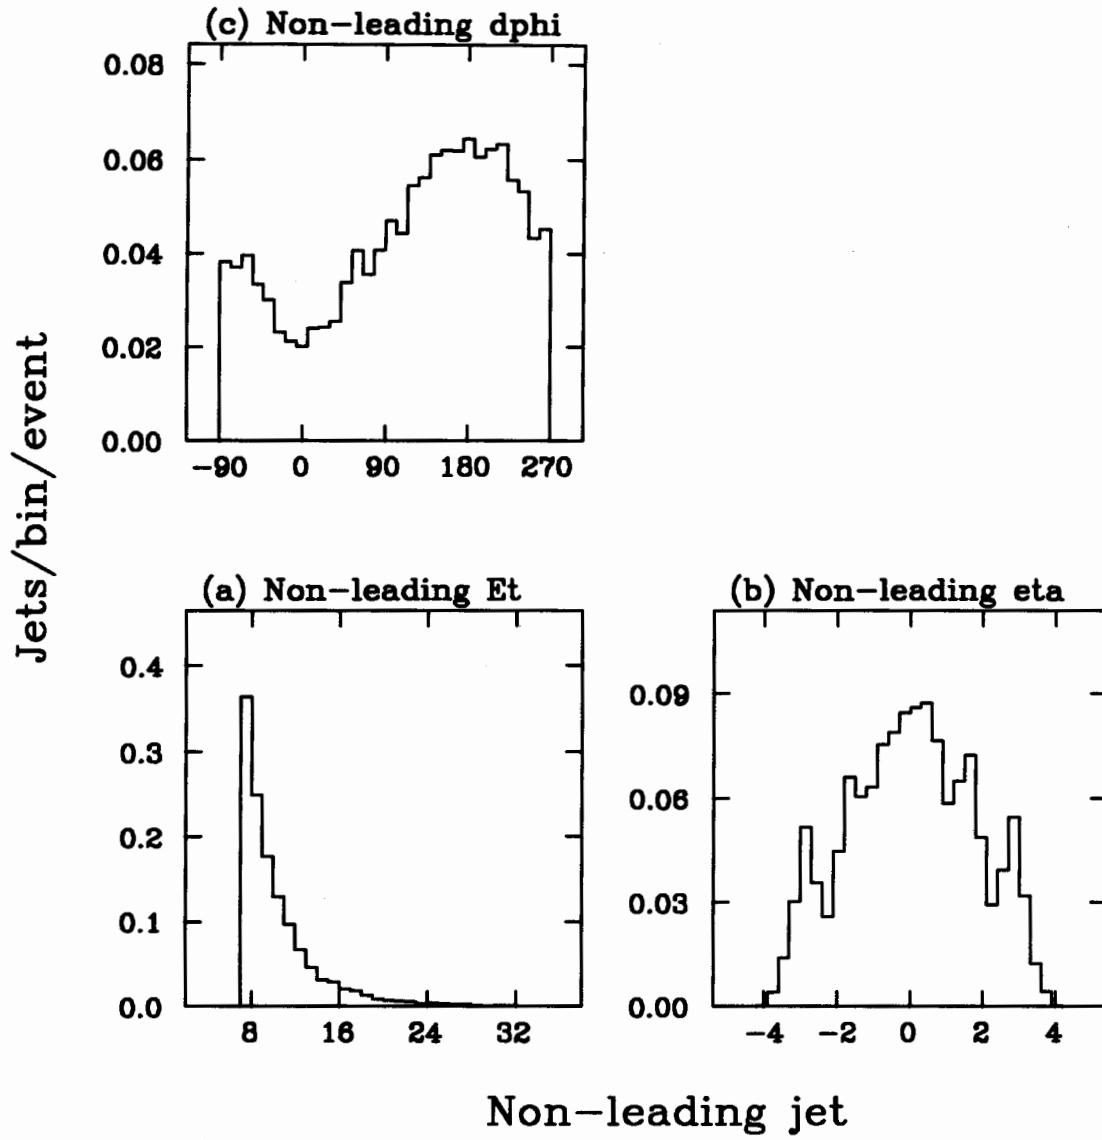 (c) Non-leading dphi
0.08
0.06
0.04
0.02
0.00
-90 0 90 180 270
Jets/bin/event
(a) Non-leading Et
0.4
0.3
0.2
0.1
0.0
8 16 24 32
(b) Non-leading eta
0.09
0.06
0.03
0.00
-4 -2 0 2 4
Non-leading jet